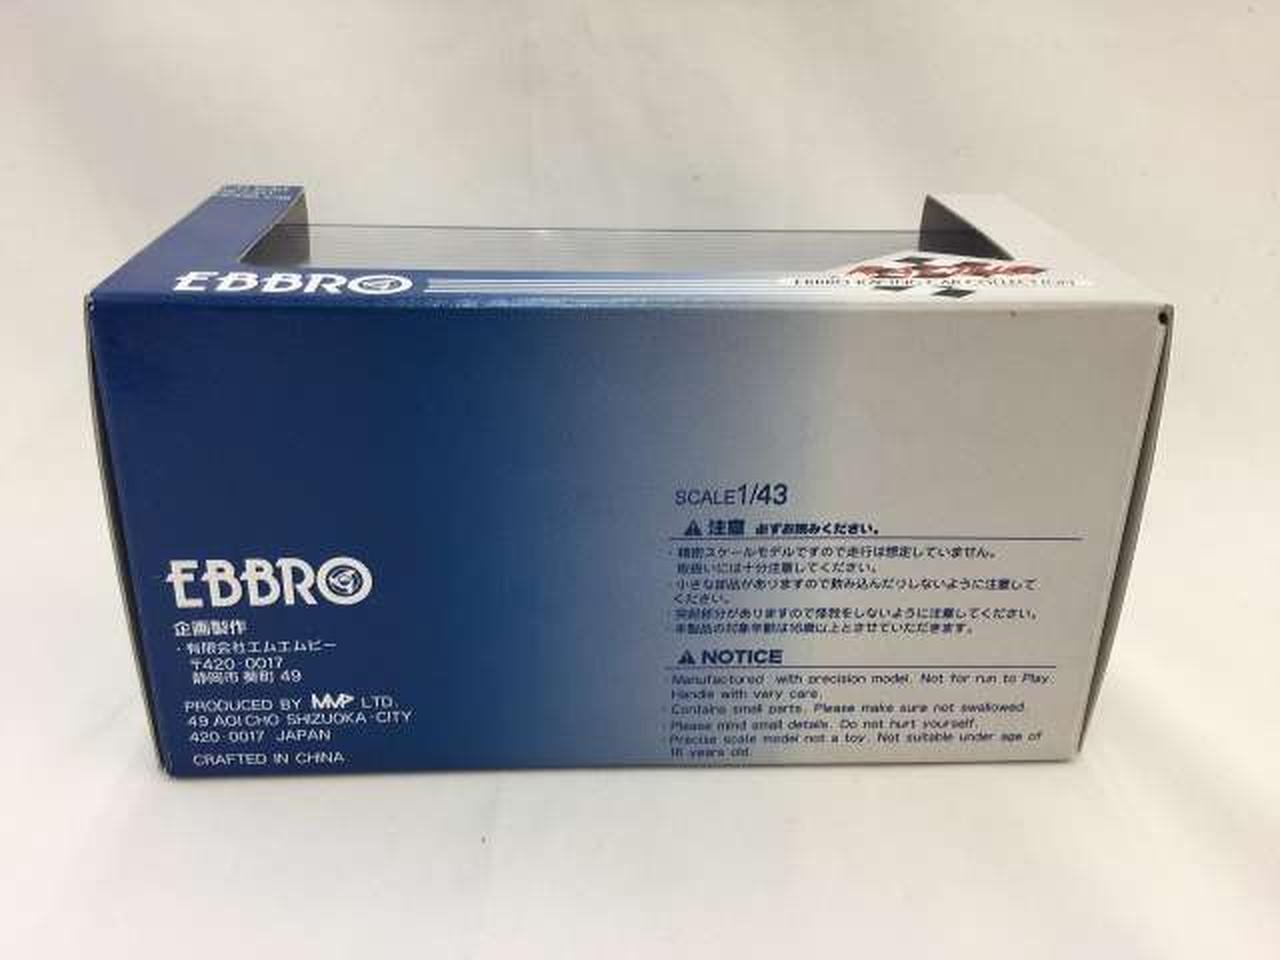 EBBRO
EBBRO RACING CAR COLLECTION
SCALE1/43
注意 必ずお読みください。
・精密スケールモデルですので走行は想定していません。
取扱いには十分注意してください。
・小さな部品がありますので飲み込んだりしないように注意して
ください。
・突起部分がありますので怪我をしないように注意してください。
・本製品の対象年齢は16歳以上とさせていただきます。
NOTICE
・Manufactured with precision model. Not for run to Play.
Handle with very care.
・Contains small parts. Please make sure not swallowed.
・Please mind small details. Do not hurt yourself.
・Precise scale model not a toy. Not suitable under age of
16 years old.
EBBRO
企画製作
・有限会社エムエムピー
〒420-0017
静岡市 葵町 49
PRODUCED BY MMP LTD.
49 AOI CHO SHIZUOKA-CITY
420-0017 JAPAN
CRAFTED IN CHINA